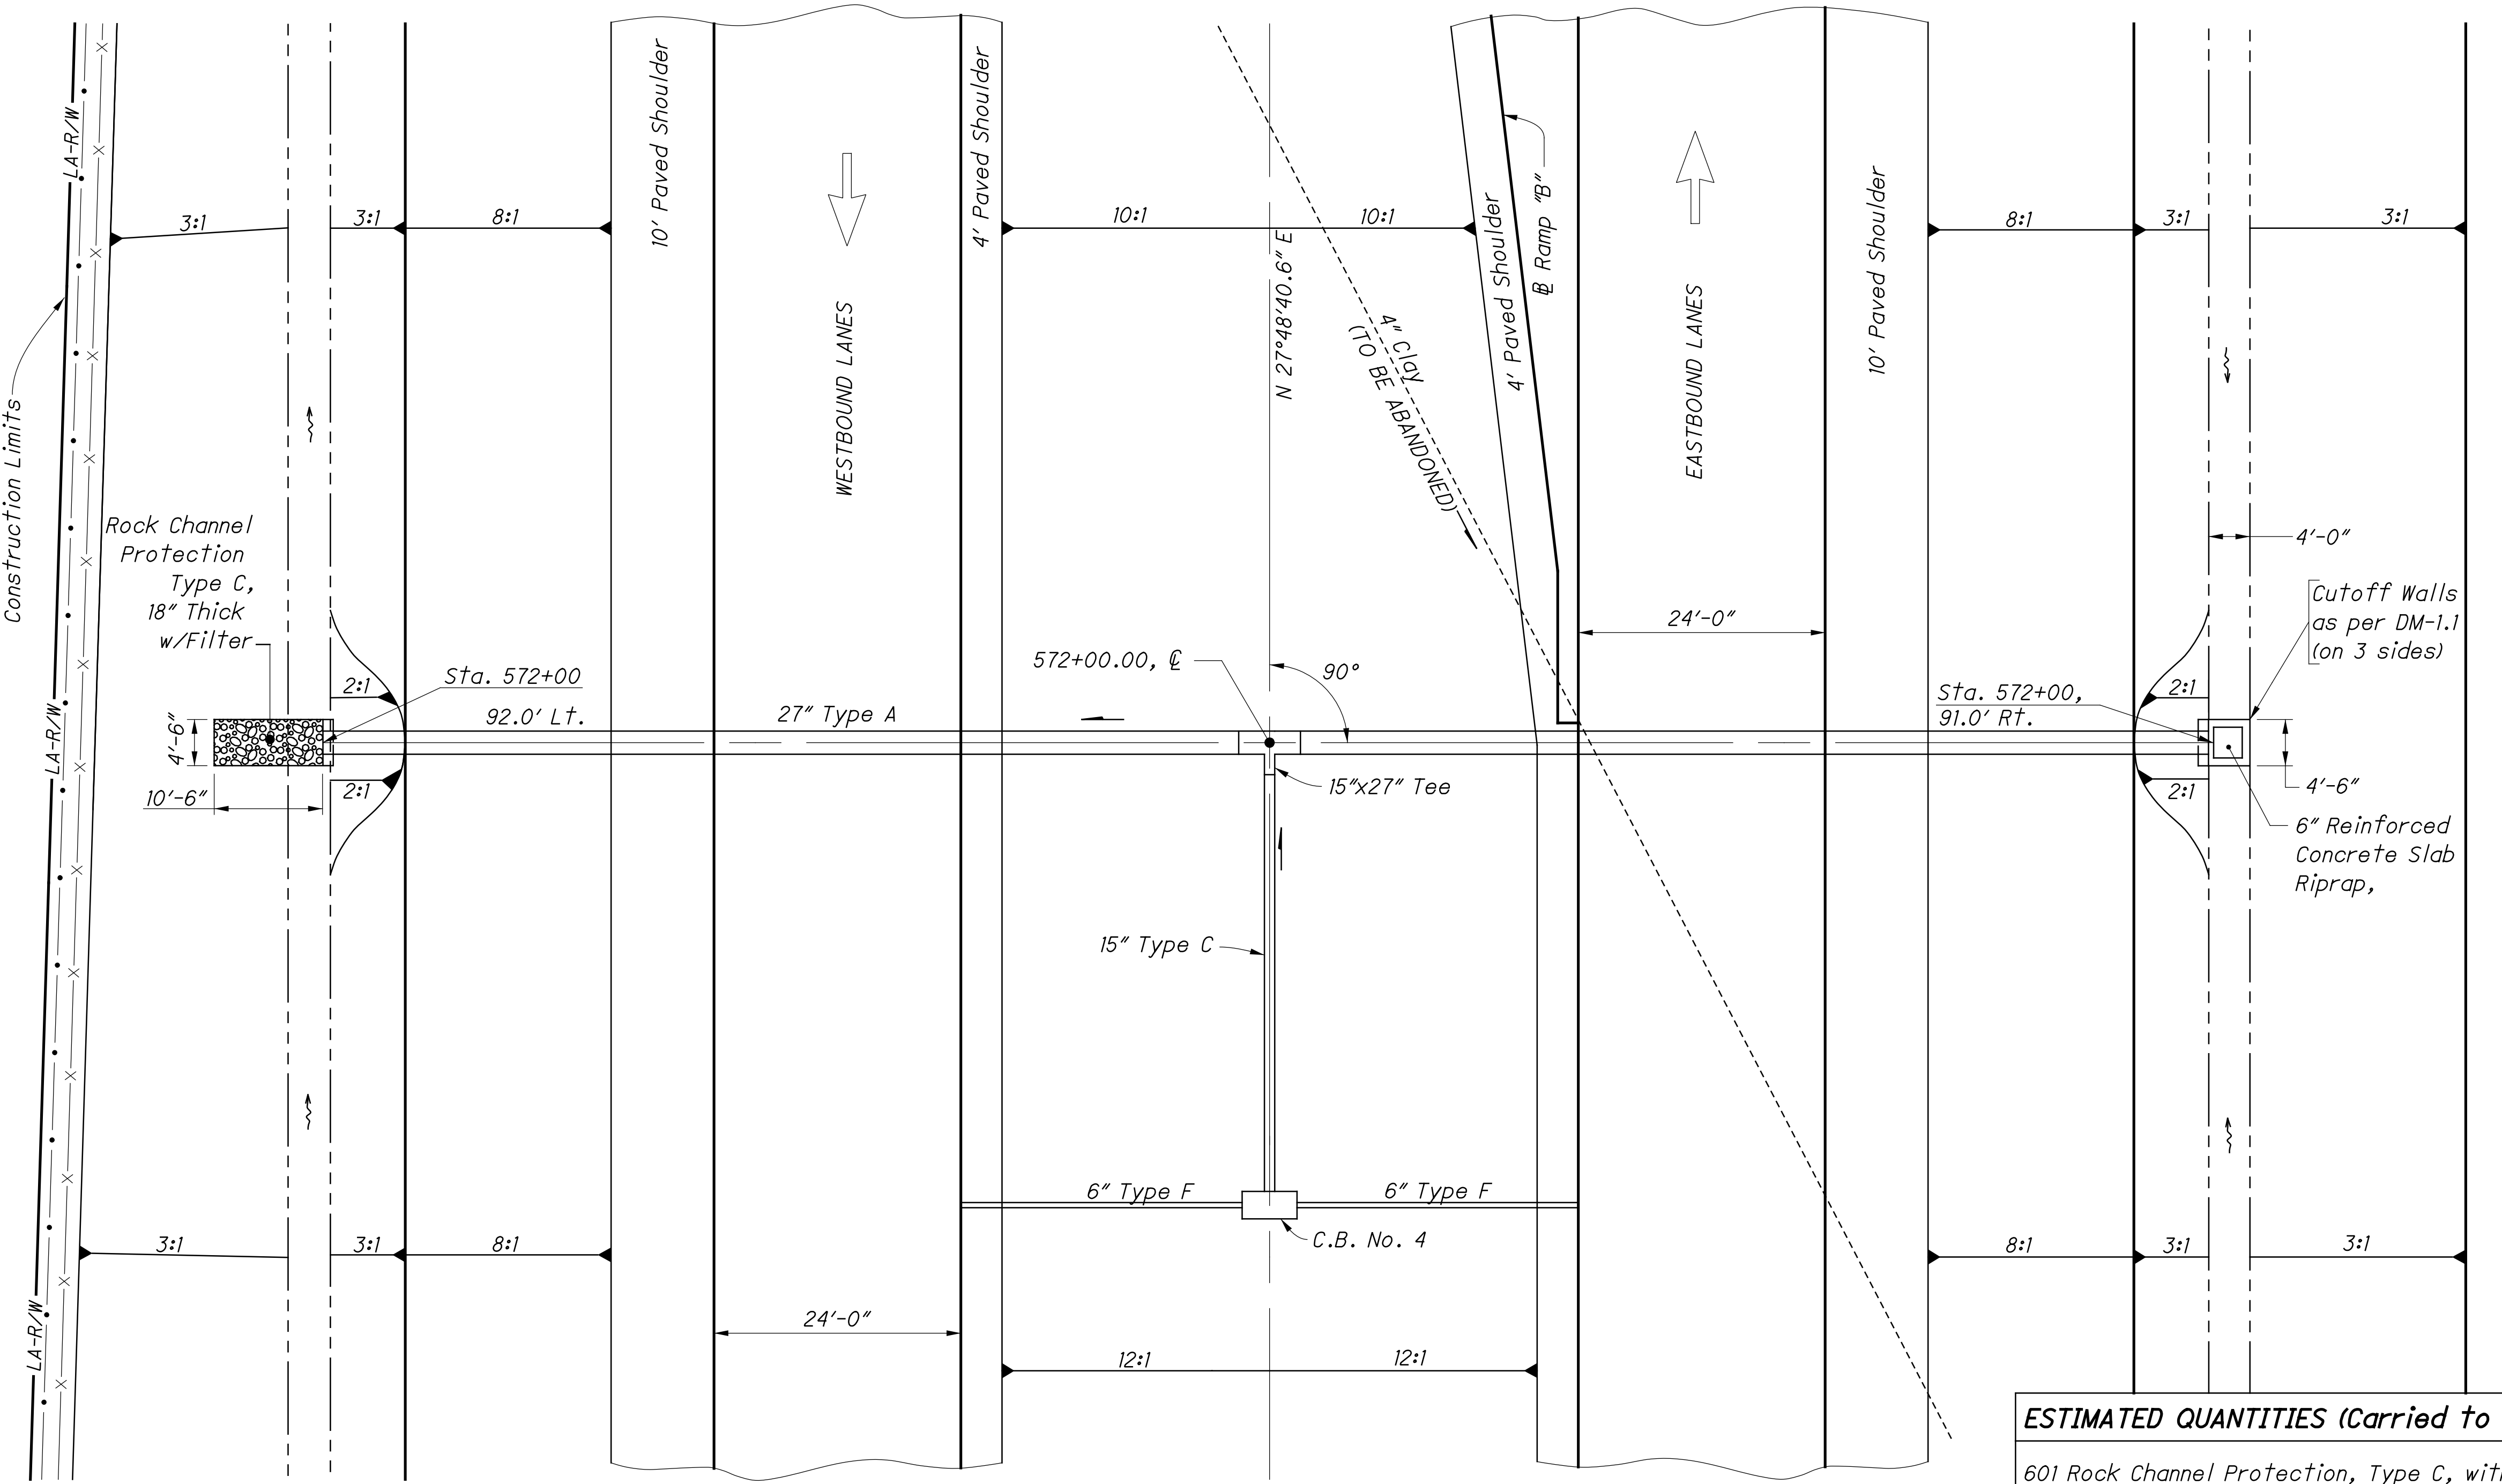 10' Paved Shoulder
4' Paved Shoulder
LA-R/W
3:1
3:1
8:1
10:1
10:1
8:1
3:1
3:1
10' Paved Shoulder
4' Paved Shoulder
℄ Ramp "B"
N 27°48'40.6" E
WESTBOUND LANES
EASTBOUND LANES
4" Clay
(TO BE ABANDONED)
Construction Limits
Rock Channel
Protection
Type C,
18" Thick
w/Filter
4'-0"
Cutoff Walls
as per DM-1.1
(on 3 sides)
24'-0"
572+00.00, ℄
90°
Sta. 572+00
92.0' Lt.
2:1
27" Type A
Sta. 572+00,
91.0' Rt.
2:1
LA-R/W
4'-6"
10'-6"
2:1
15"x27" Tee
2:1
4'-6"
6" Reinforced
Concrete Slab
Riprap,
15" Type C
6" Type F
6" Type F
C.B. No. 4
3:1
3:1
8:1
8:1
3:1
3:1
LA-R/W
24'-0"
12:1
12:1
ESTIMATED QUANTITIES (Carried to
601 Rock Channel Protection, Type C, wit